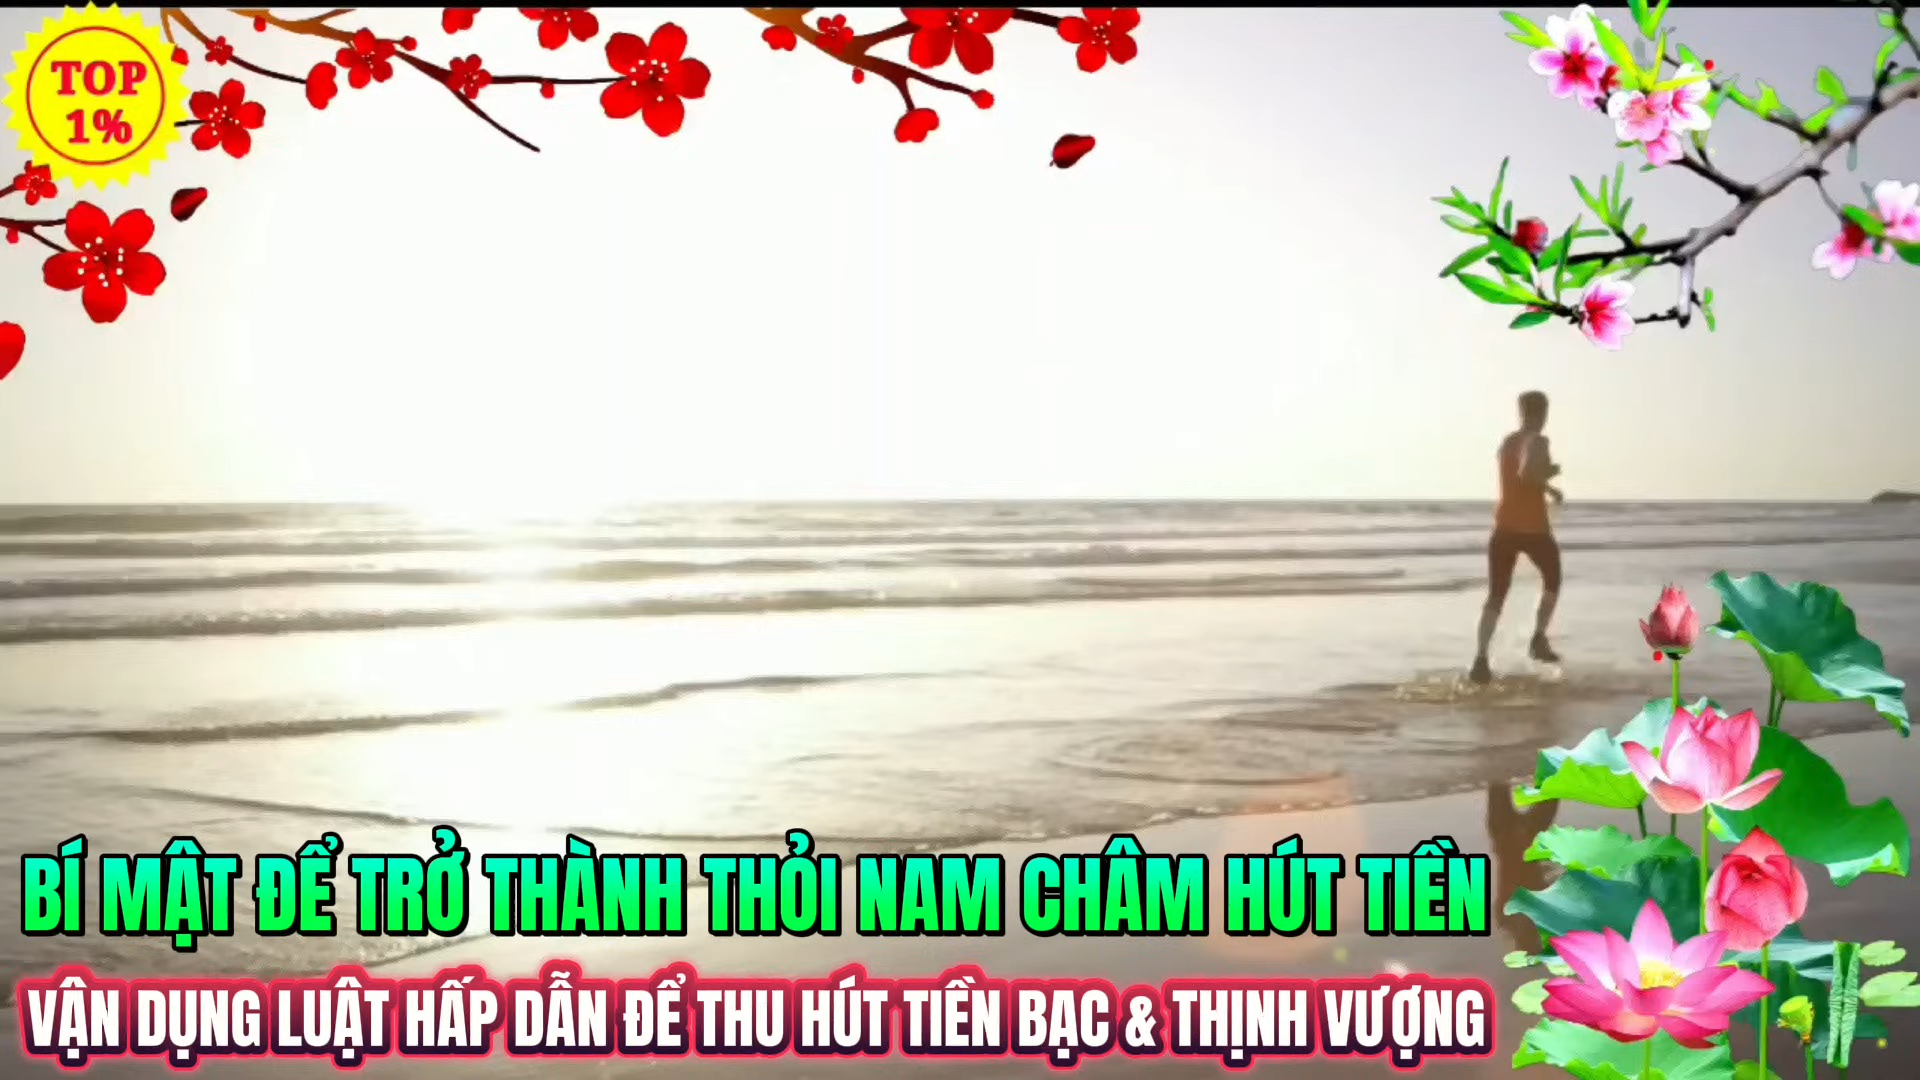 TOP
1%
BÍ MẬT ĐỂ TRỞ THÀNH THỎI NAM CHÂM HÚT TIỀN
VẬN DỤNG LUẬT HẤP DẪN ĐỂ THU HÚT TIỀN BẠC & THỊNH VƯỢNG